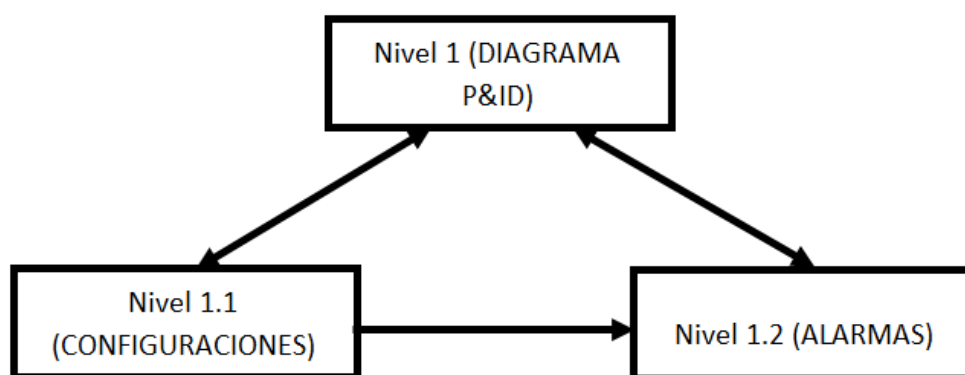 Nivel 1 (DIAGRAMA
P&ID)
Nivel 1.1
(CONFIGURACIONES)
Nivel 1.2 (ALARMAS)